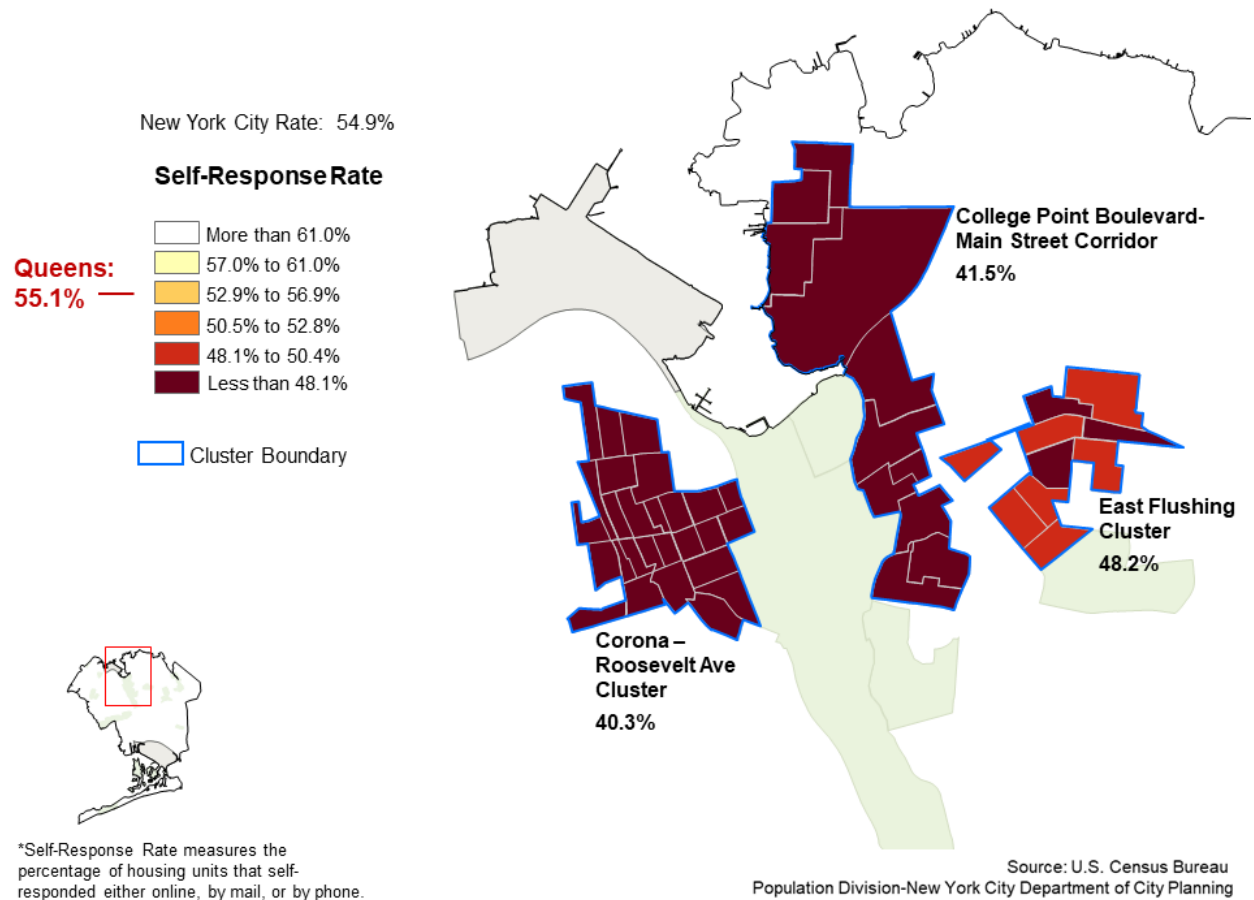 New York City Rate: 54.9%
Self-Response Rate
More than 61.0%
57.0% to 61.0%
Queens:
55.1%
52.9% to 56.9%
50.5% to 52.8%
48.1% to 50.4%
Less than 48.1%
Cluster Boundary
College Point Boulevard-
Main Street Corridor
41.5%
East Flushing
Cluster
48.2%
Corona –
Roosevelt Ave
Cluster
40.3%
*Self-Response Rate measures the
percentage of housing units that self-
responded either online, by mail, or by phone.
Source: U.S. Census Bureau
Population Division-New York City Department of City Planning